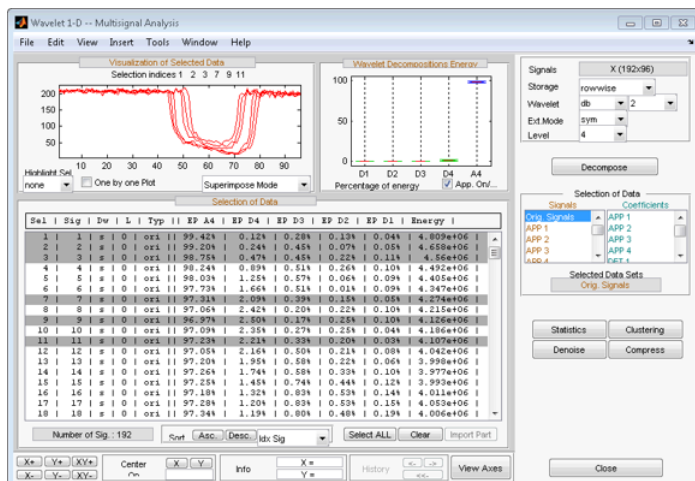 Wavelet 1-D -- Multisignal Analysis
File Edit View Insert Tools Window Help
Visualization of Selected Data
Selection indices 1 2 3 7 9 11
200
150
100
50
10 20 30 40 50 60 70 80 90
Highlight Sel
none
One by one Plot
Superimpose Mode
Wavelet Decompositions Energy
100
50
0
D1 D2 D3 D4 A4
Percentage of energy
App. On/...
Signals X (192x96)
Storage rowwise
Wavelet db 2
Ext.Mode sym
Level 4
Decompose
Selection of Data
Signals Coefficients
Orig. Signals APP 1
APP 1 APP 2
APP 2 APP 3
APP 3 APP 4
APP 4 DET 1
Selected Data Sets
Orig. Signals
Statistics Clustering
Denoise Compress
Close
Selection of Data
Sel | Sig | Dw | L | Typ || EP A4 | EP D4 | EP D3 | EP D2 | EP D1 | Energy |
1 | 1 | s | 0 | ori || 99.42% | 0.12% | 0.28% | 0.13% | 0.04% | 4.809e+06 |
2 | 2 | s | 0 | ori || 99.20% | 0.24% | 0.45% | 0.07% | 0.05% | 4.658e+06 |
3 | 3 | s | 0 | ori || 98.75% | 0.47% | 0.45% | 0.22% | 0.11% | 4.56e+06 |
4 | 4 | s | 0 | ori || 98.24% | 0.89% | 0.51% | 0.26% | 0.10% | 4.492e+06 |
5 | 5 | s | 0 | ori || 98.03% | 1.25% | 0.57% | 0.06% | 0.09% | 4.405e+06 |
6 | 6 | s | 0 | ori || 97.73% | 1.66% | 0.51% | 0.01% | 0.09% | 4.347e+06 |
7 | 7 | s | 0 | ori || 97.31% | 2.09% | 0.39% | 0.15% | 0.05% | 4.274e+06 |
8 | 8 | s | 0 | ori || 97.06% | 2.42% | 0.20% | 0.22% | 0.10% | 4.215e+06 |
9 | 9 | s | 0 | ori || 96.97% | 2.50% | 0.17% | 0.25% | 0.10% | 4.126e+06 |
10 | 10 | s | 0 | ori || 97.09% | 2.35% | 0.27% | 0.25% | 0.04% | 4.186e+06 |
11 | 11 | s | 0 | ori || 97.23% | 2.21% | 0.33% | 0.20% | 0.03% | 4.107e+06 |
12 | 12 | s | 0 | ori || 97.05% | 2.16% | 0.50% | 0.21% | 0.08% | 4.042e+06 |
13 | 13 | s | 0 | ori || 97.20% | 1.95% | 0.58% | 0.22% | 0.06% | 3.998e+06 |
14 | 14 | s | 0 | ori || 97.26% | 1.74% | 0.58% | 0.33% | 0.10% | 3.977e+06 |
15 | 15 | s | 0 | ori || 97.25% | 1.45% | 0.74% | 0.44% | 0.12% | 3.993e+06 |
16 | 16 | s | 0 | ori || 97.18% | 1.32% | 0.83% | 0.53% | 0.14% | 4.011e+06 |
17 | 17 | s | 0 | ori || 97.28% | 1.20% | 0.83% | 0.53% | 0.15% | 4.053e+06 |
18 | 18 | s | 0 | ori || 97.34% | 1.19% | 0.80% | 0.48% | 0.19% | 4.006e+06 |
Number of Sig. : 192
Sort Asc. Desc. Idx Sig
Select ALL Clear Import Part
X+ Y+ XY+
X- Y- XY-
Center X Y
On
Info X =
Y =
History <- ->
<<-
View Axes